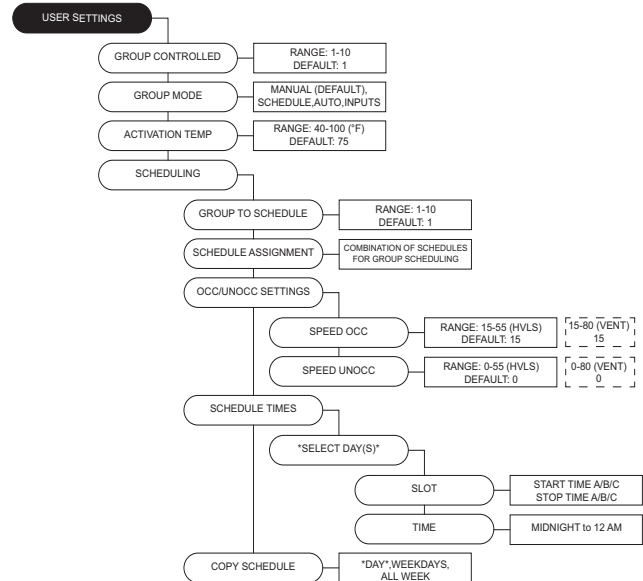 USER SETTINGS
GROUP CONTROLLED
RANGE: 1-10
DEFAULT: 1
GROUP MODE
MANUAL (DEFAULT),
SCHEDULE,AUTO,INPUTS
ACTIVATION TEMP
RANGE: 40-100 (°F)
DEFAULT: 75
SCHEDULING
GROUP TO SCHEDULE
RANGE: 1-10
DEFAULT: 1
SCHEDULE ASSIGNMENT
COMBINATION OF SCHEDULES
FOR GROUP SCHEDULING
OCC/UNOCC SETTINGS
SPEED OCC
RANGE: 15-55 (HVLS)
DEFAULT: 15
15-80 (VENT)
15
SPEED UNOCC
RANGE: 0-55 (HVLS)
DEFAULT: 0
0-80 (VENT)
0
SCHEDULE TIMES
*SELECT DAY(S)*
SLOT
START TIME A/B/C
STOP TIME A/B/C
TIME
MIDNIGHT to 12 AM
COPY SCHEDULE
*DAY*,WEEKDAYS,
ALL WEEK